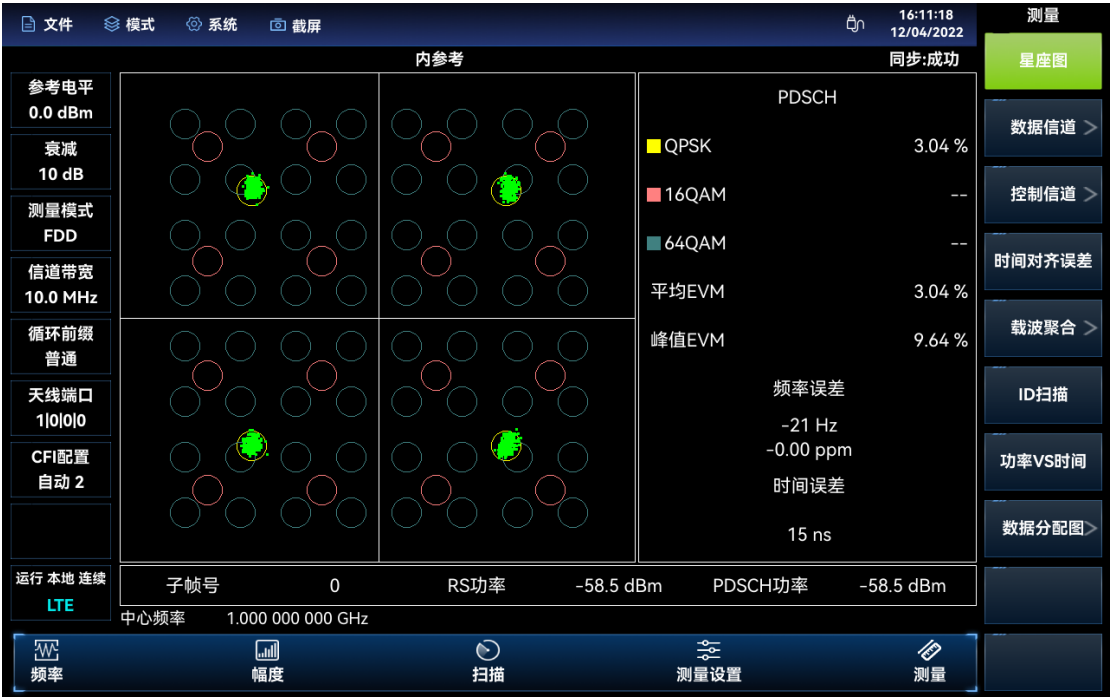 文件 模式 系统 截屏 16:11:18
12/04/2022
测量
内参考 同步:成功
参考电平
0.0 dBm
衰减
10 dB
测量模式
FDD
信道带宽
10.0 MHz
循环前缀
普通
天线端口
1|0|0|0
CFI配置
自动 2
运行 本地 连续
LTE
PDSCH
QPSK 3.04 %
16QAM --
64QAM --
平均EVM 3.04 %
峰值EVM 9.64 %
频率误差
-21 Hz
-0.00 ppm
时间误差
15 ns
子帧号 0 RS功率 -58.5 dBm PDSCH功率 -58.5 dBm
中心频率 1.000 000 000 GHz
星座图
数据信道 >
控制信道 >
时间对齐误差
载波聚合 >
ID扫描
功率VS时间
数据分配图>
频率 幅度 扫描 测量设置 测量